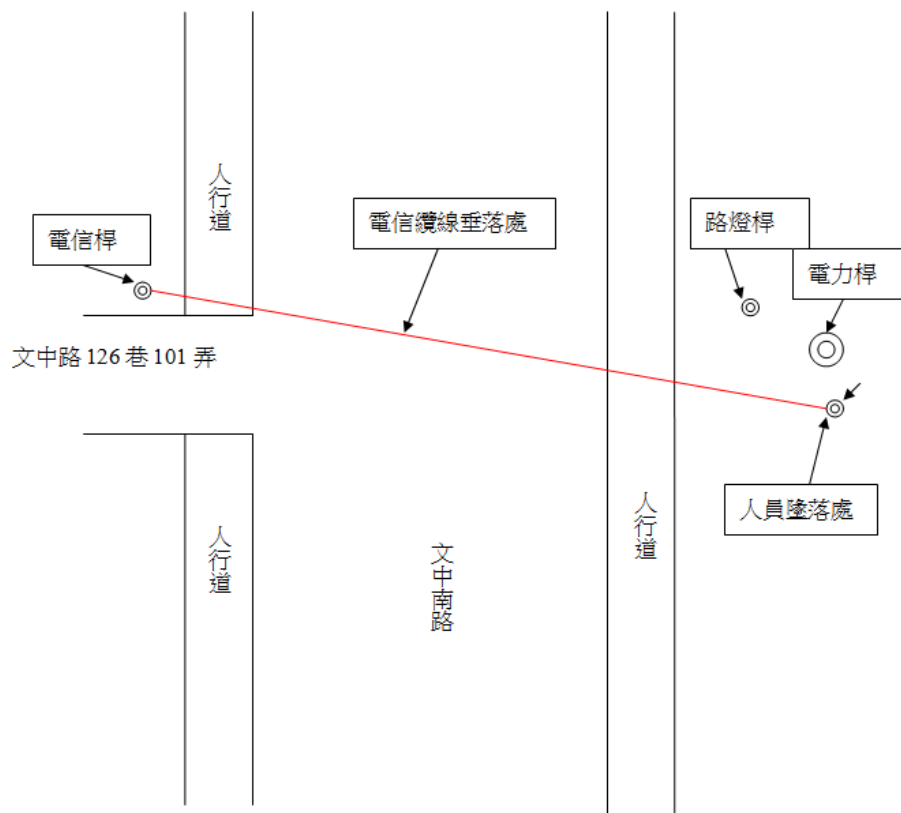 人行道
電信桿
電信纜線垂落處
路燈桿
電力桿
文中路 126 巷 101 弄
人員墜落處
人行道
文中南路
人行道